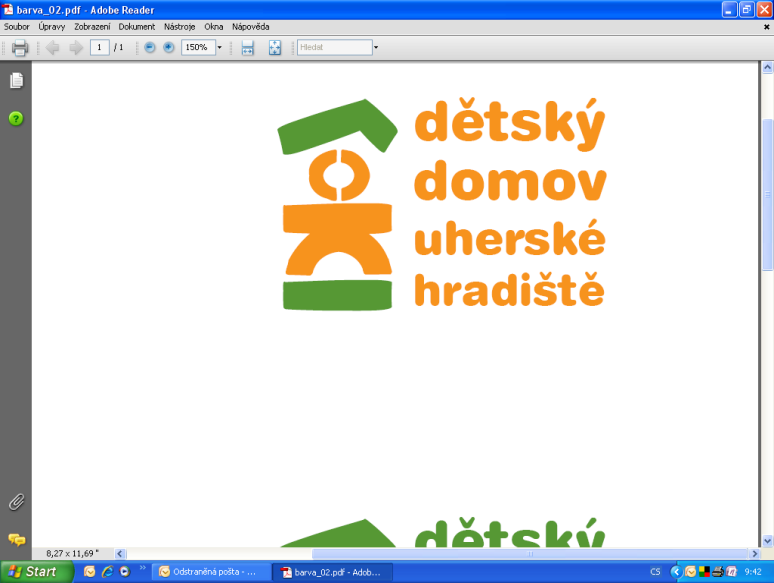 barva_02.pdf - Adobe Reader
Soubor Úpravy Zobrazení Dokument Nástroje Okna Nápověda
1 / 1 150% Hledat
dětský
domov
uherské
hradiště
dětský
8,27 x 11,69 "
Start Odstraněná pošta - ... barva_02.pdf - Adob... CS 9:42